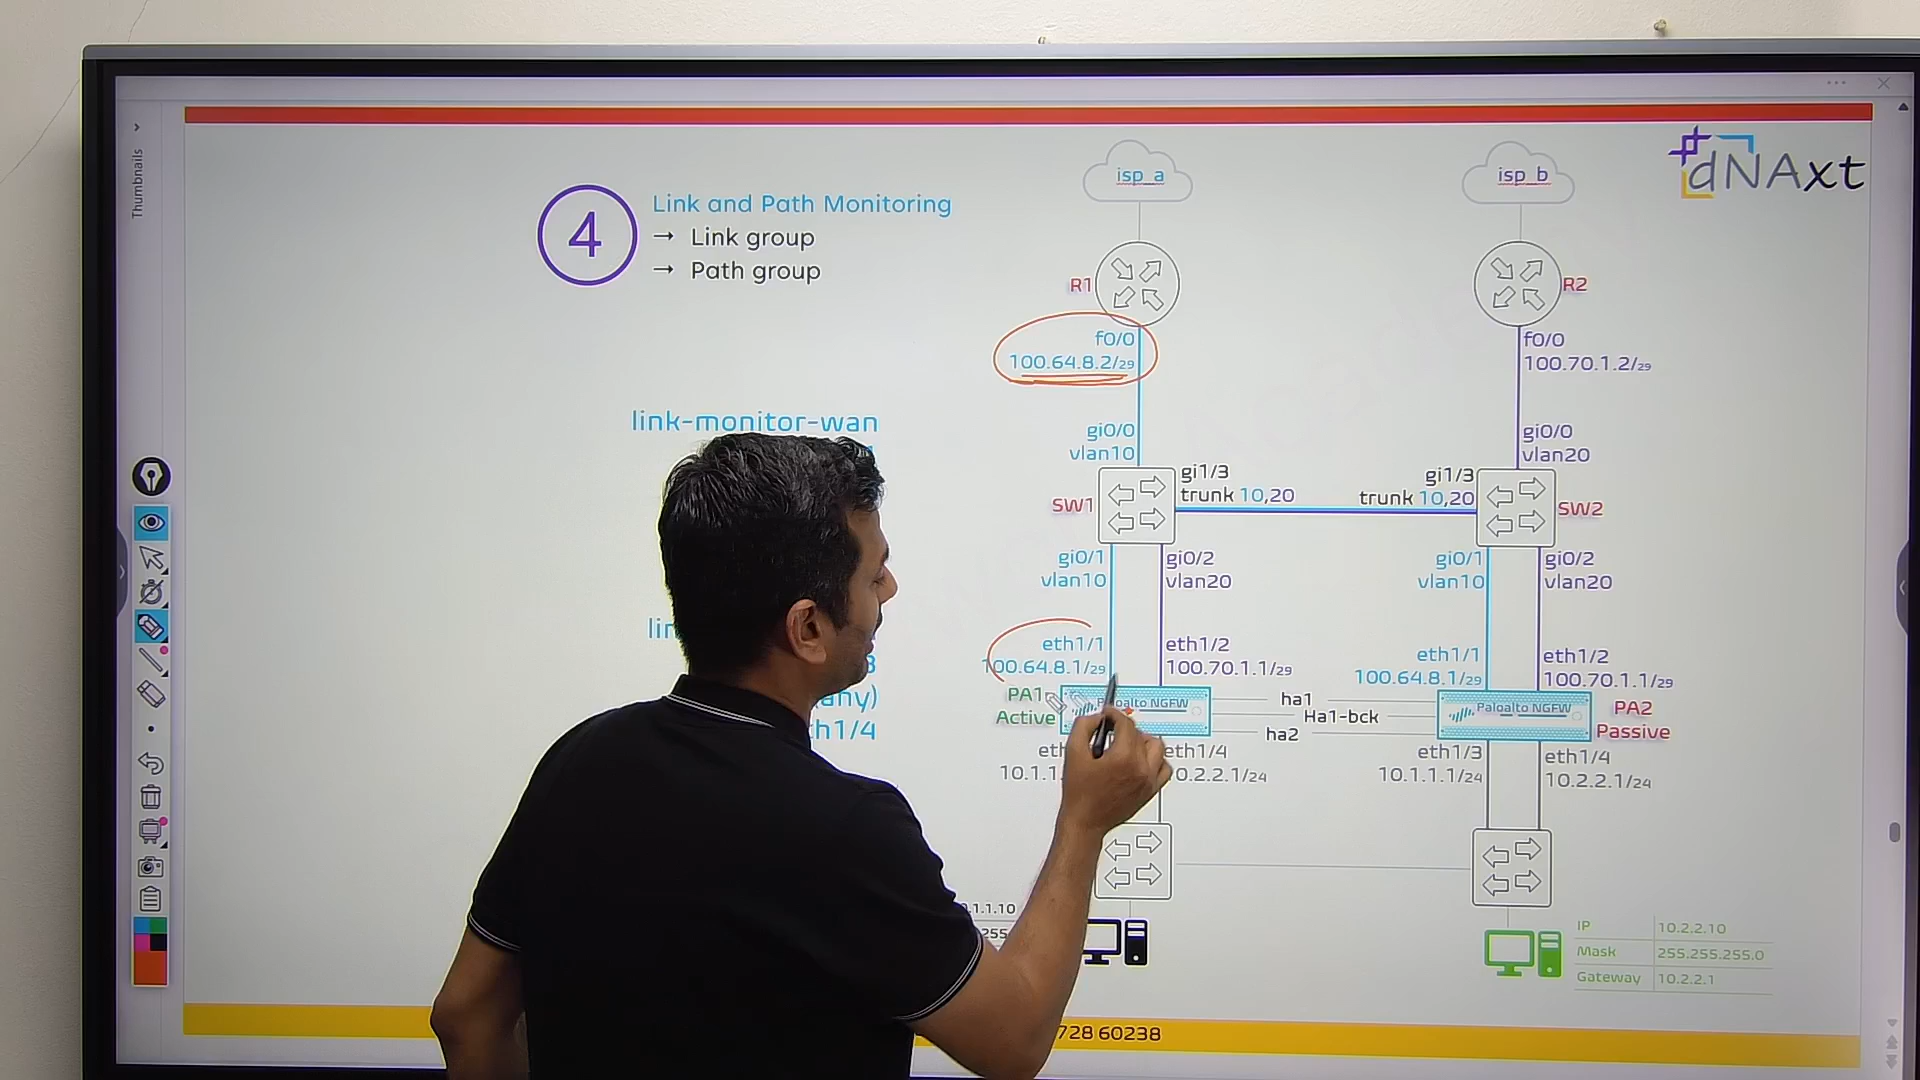 Thumbnails
dNAxt
4
Link and Path Monitoring
→ Link group
→ Path group
isp_a
isp_b
R1
R2
f0/0
100.64.8.2/29
f0/0
100.70.1.2/29
link-monitor-wan
gi0/0
vlan10
gi0/0
vlan20
SW1
gi1/3
trunk 10,20
gi1/3
trunk 10,20
SW2
gi0/1
vlan10
gi0/2
vlan20
gi0/1
vlan10
gi0/2
vlan20
eth1/1
100.64.8.1/29
eth1/2
100.70.1.1/29
eth1/1
100.64.8.1/29
eth1/2
100.70.1.1/29
any)
PA1
Active
Paloalto NGFW
ha1
Ha1-bck
ha2
Paloalto NGFW
PA2
Passive
eth1/4
eth1/3
10.1.1.1/24
eth1/4
10.2.2.1/24
IP 10.2.2.10
Mask 255.255.255.0
Gateway 10.2.2.1
728 60238